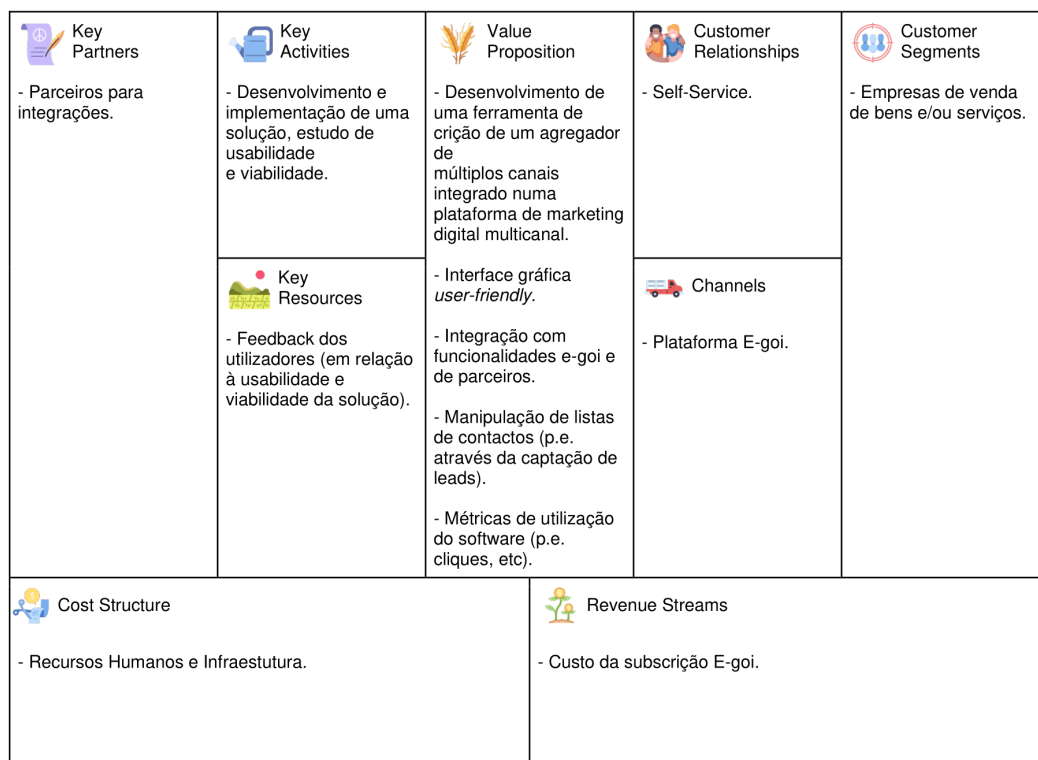 Key
Partners
- Parceiros para
integrações.
Key
Activities
- Desenvolvimento e
implementação de uma
solução, estudo de
usabilidade
e viabilidade.
Key
Resources
- Feedback dos
utilizadores (em relação
à usabilidade e
viabilidade da solução).
Value
Proposition
- Desenvolvimento de
uma ferramenta de
crição de um agregador
de
múltiplos canais
integrado numa
plataforma de marketing
digital multicanal.
- Interface gráfica
user-friendly.
- Integração com
funcionalidades e-goi e
de parceiros.
- Manipulação de listas
de contactos (p.e.
através da captação de
leads).
- Métricas de utilização
do software (p.e.
cliques, etc).
Customer
Relationships
- Self-Service.
Channels
- Plataforma E-goi.
Customer
Segments
- Empresas de venda
de bens e/ou serviços.
Cost Structure
- Recursos Humanos e Infraestutura.
Revenue Streams
- Custo da subscrição E-goi.